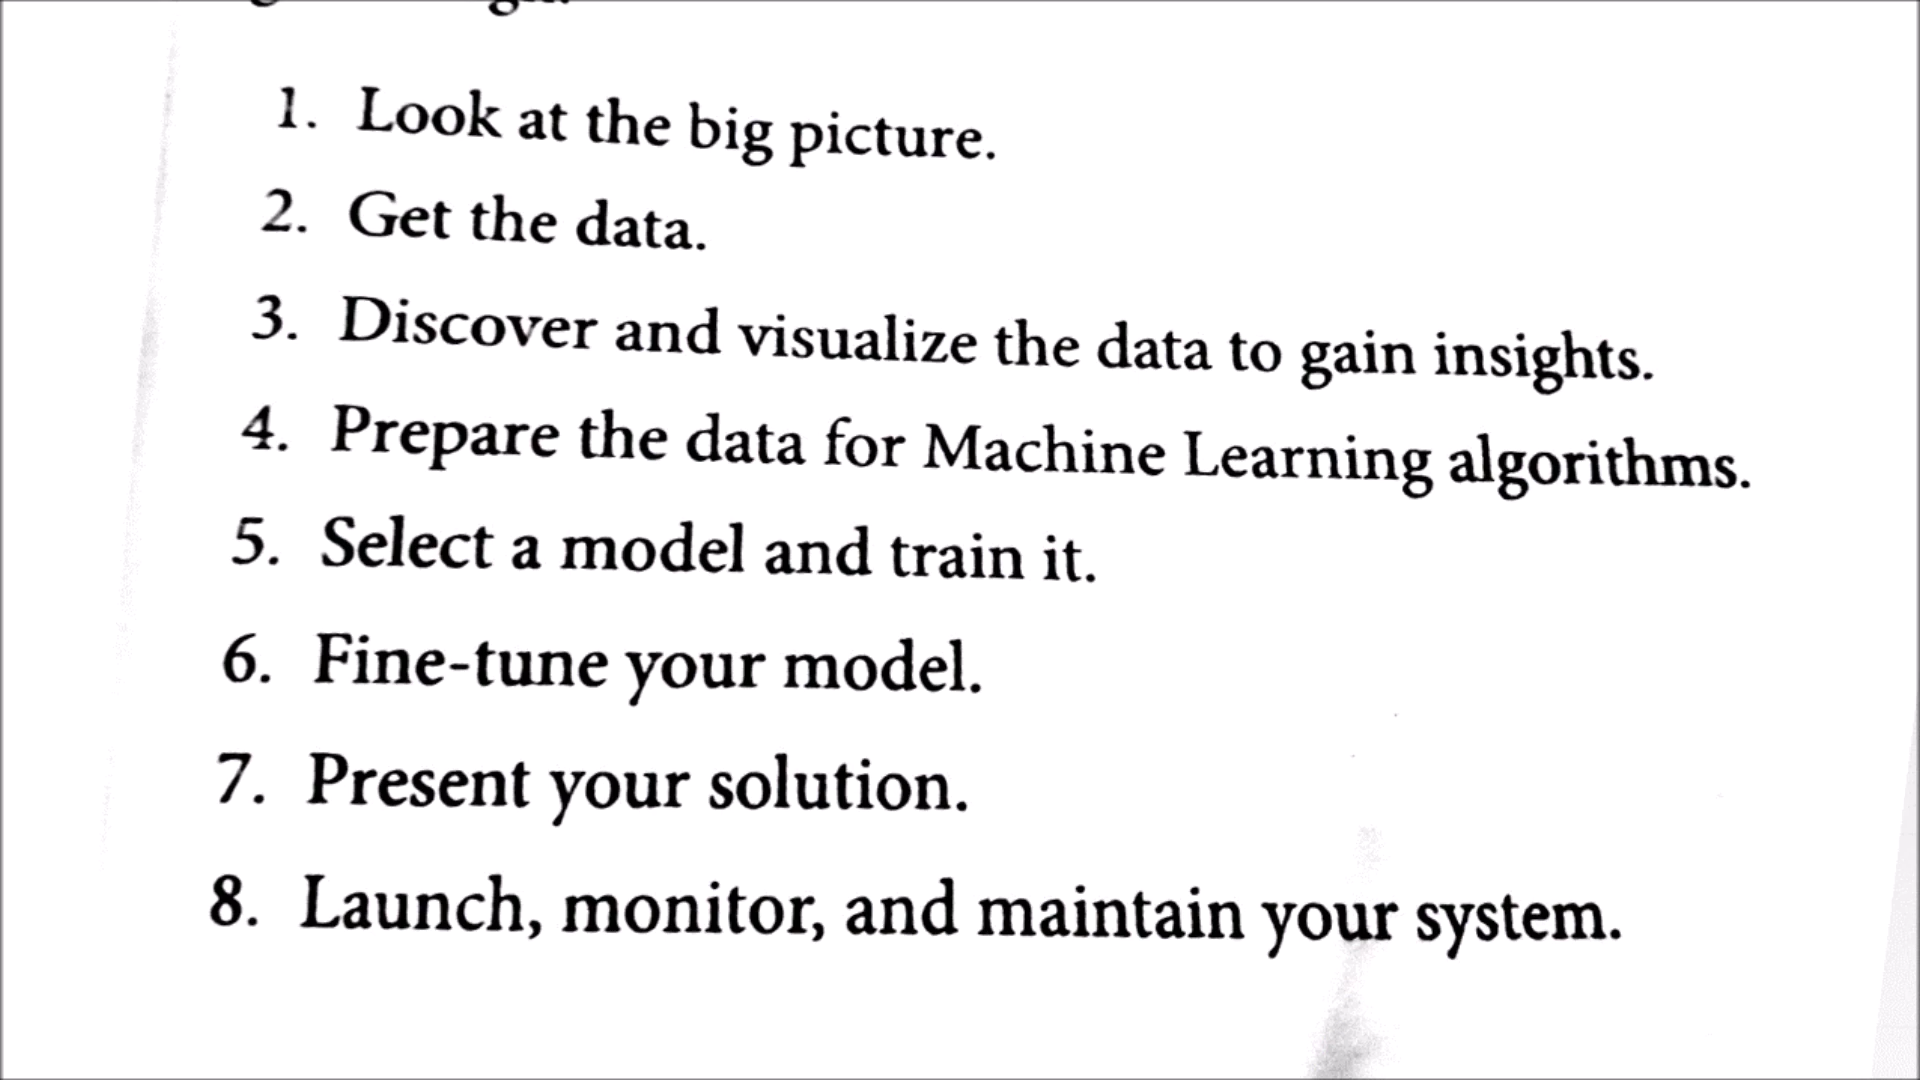 1. Look at the big picture.
2. Get the data.
3. Discover and visualize the data to gain insights.
4. Prepare the data for Machine Learning algorithms.
5. Select a model and train it.
6. Fine-tune your model.
7. Present your solution.
8. Launch, monitor, and maintain your system.